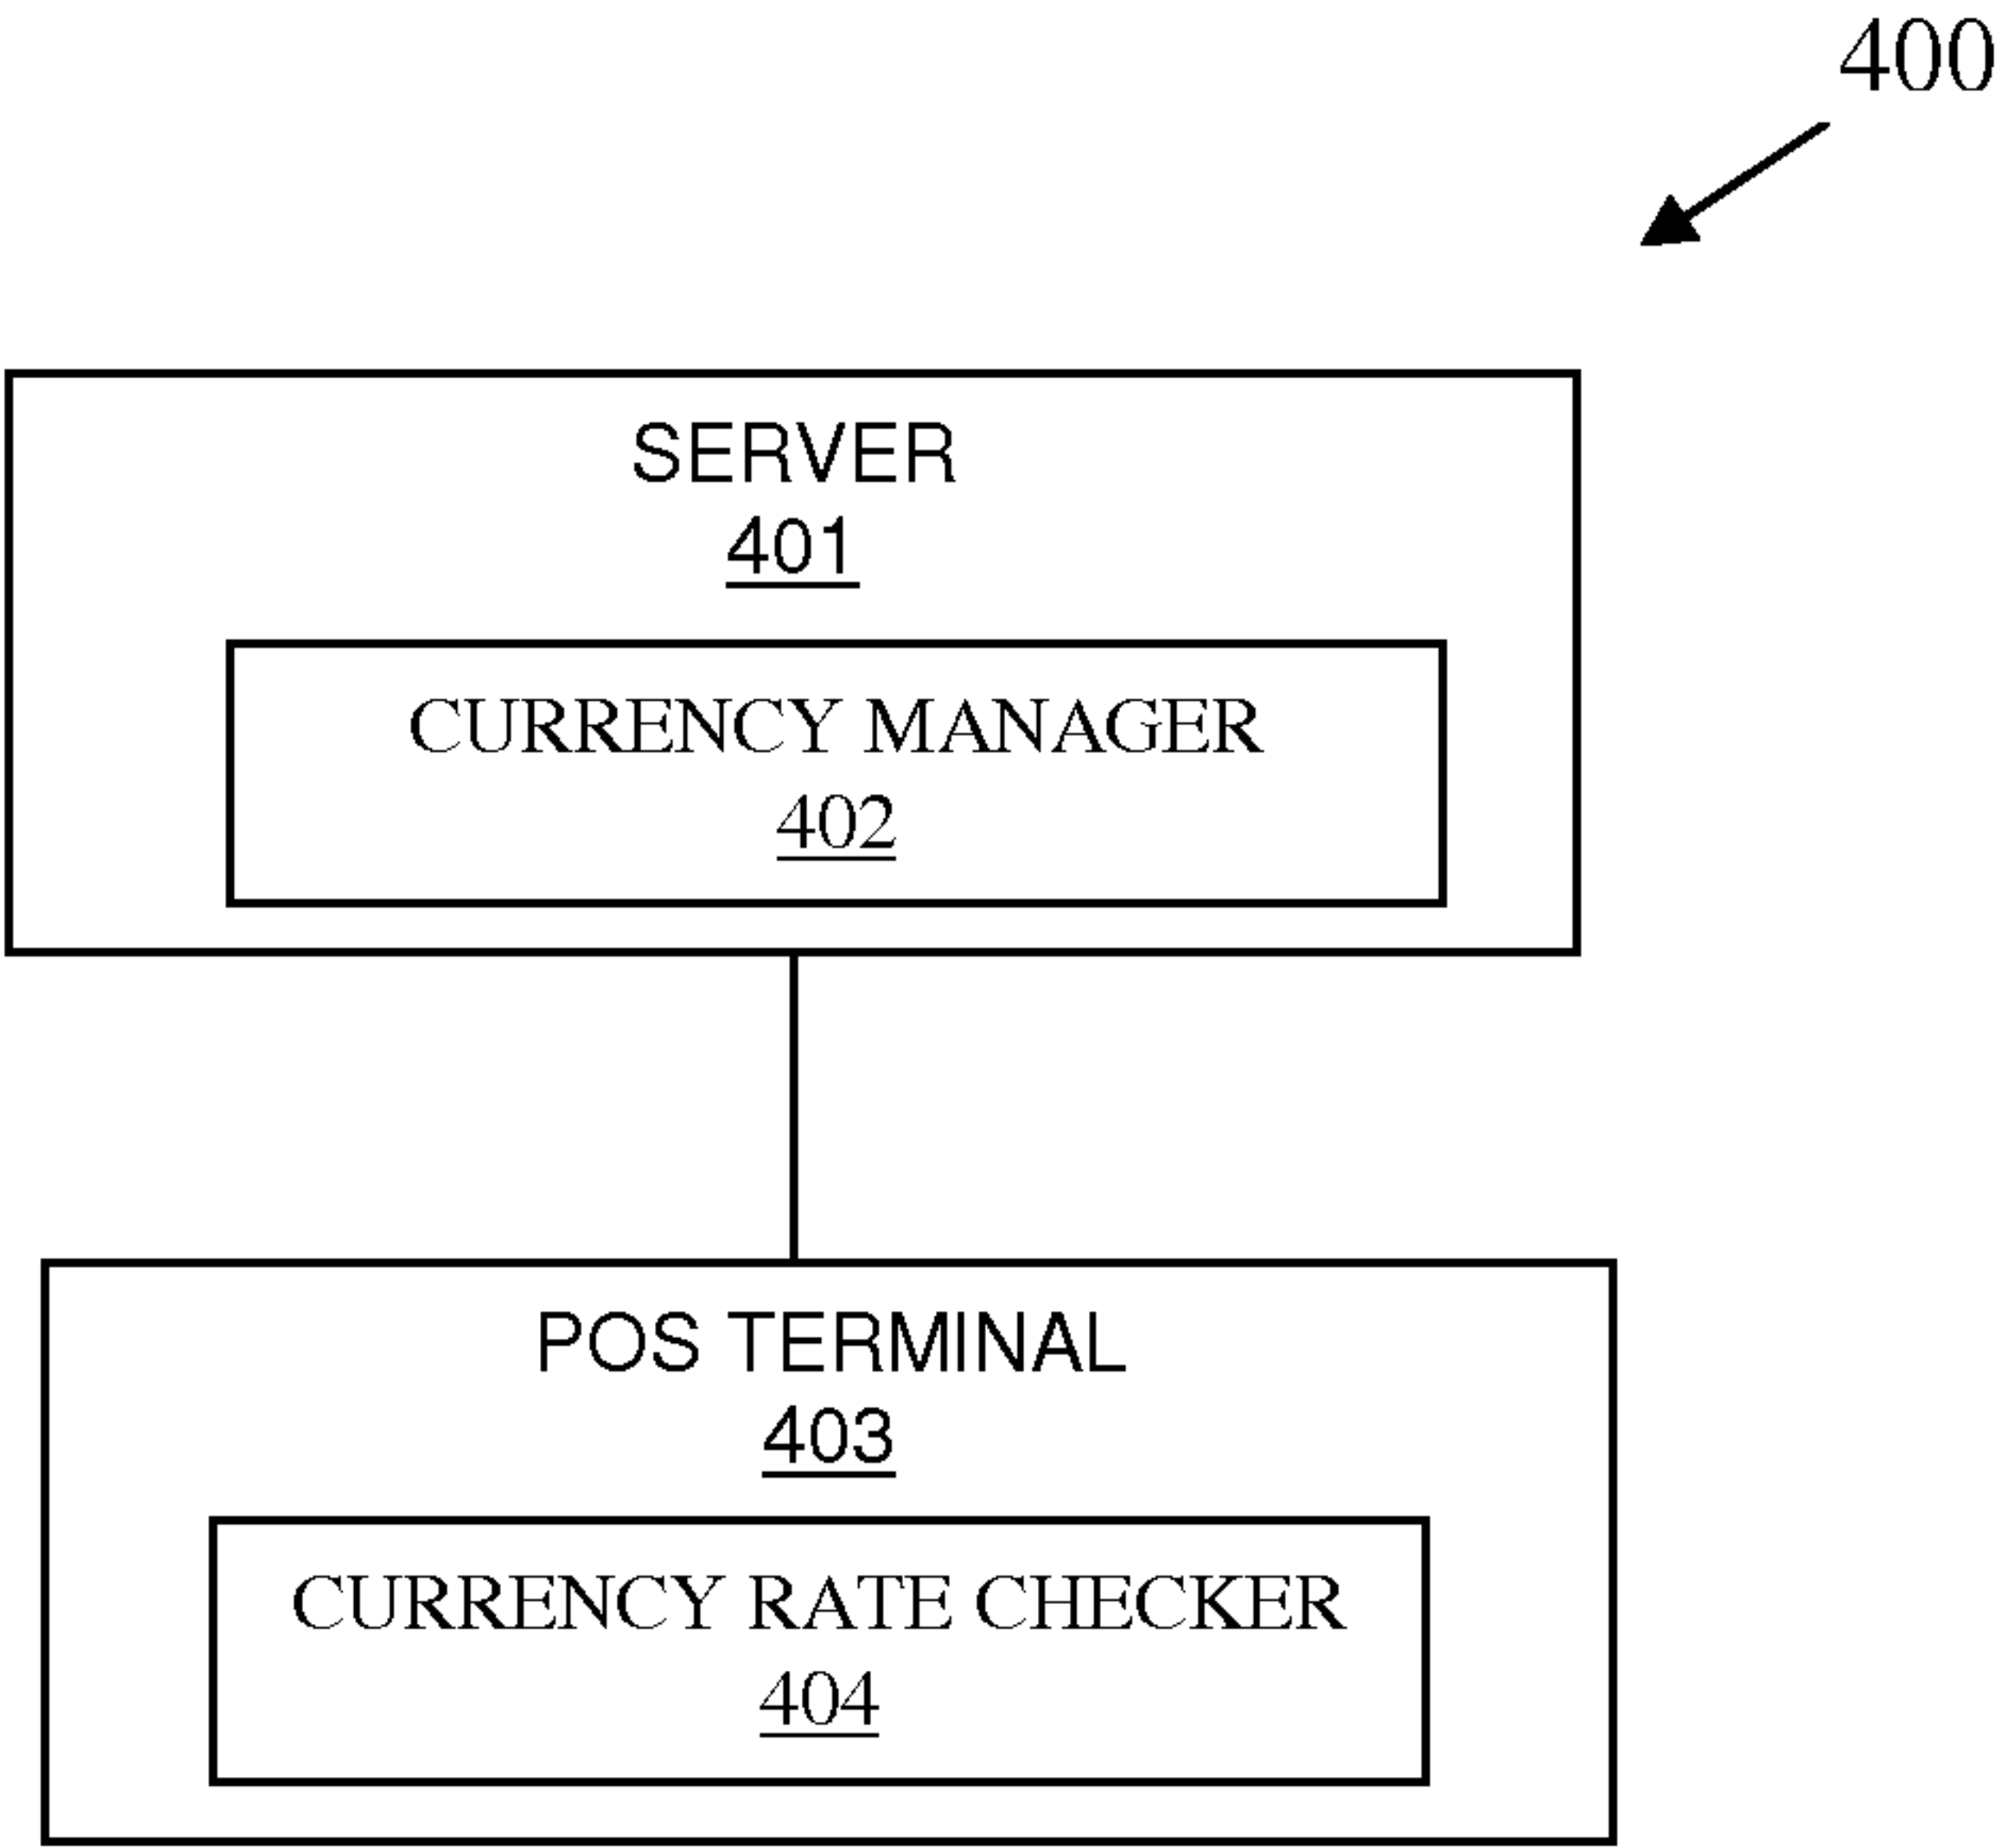 400
SERVER
401
CURRENCY MANAGER
402
POS TERMINAL
403
CURRENCY RATE CHECKER
404